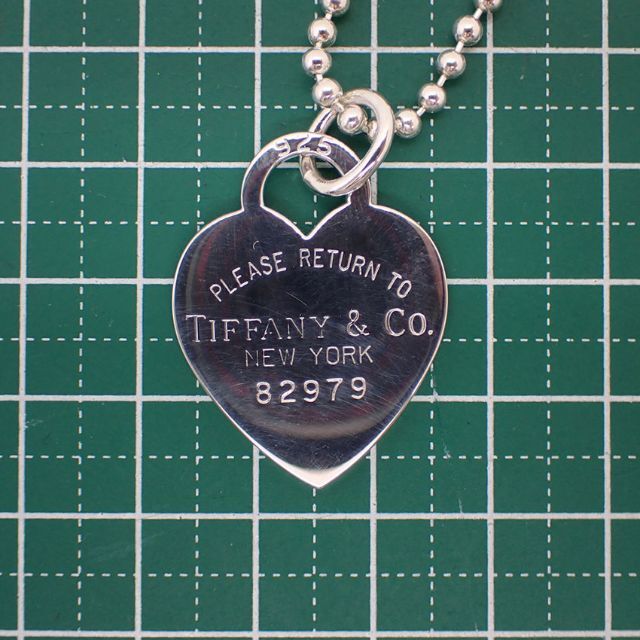 925
PLEASE RETURN TO
TIFFANY & CO.
NEW YORK
82979